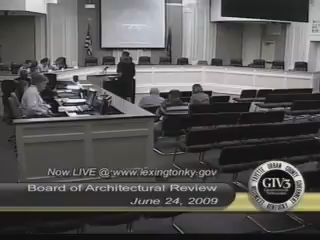 Now LIVE @ www.lexingtonky.gov
Board of Architectural Review
June 24, 2009
GTV3